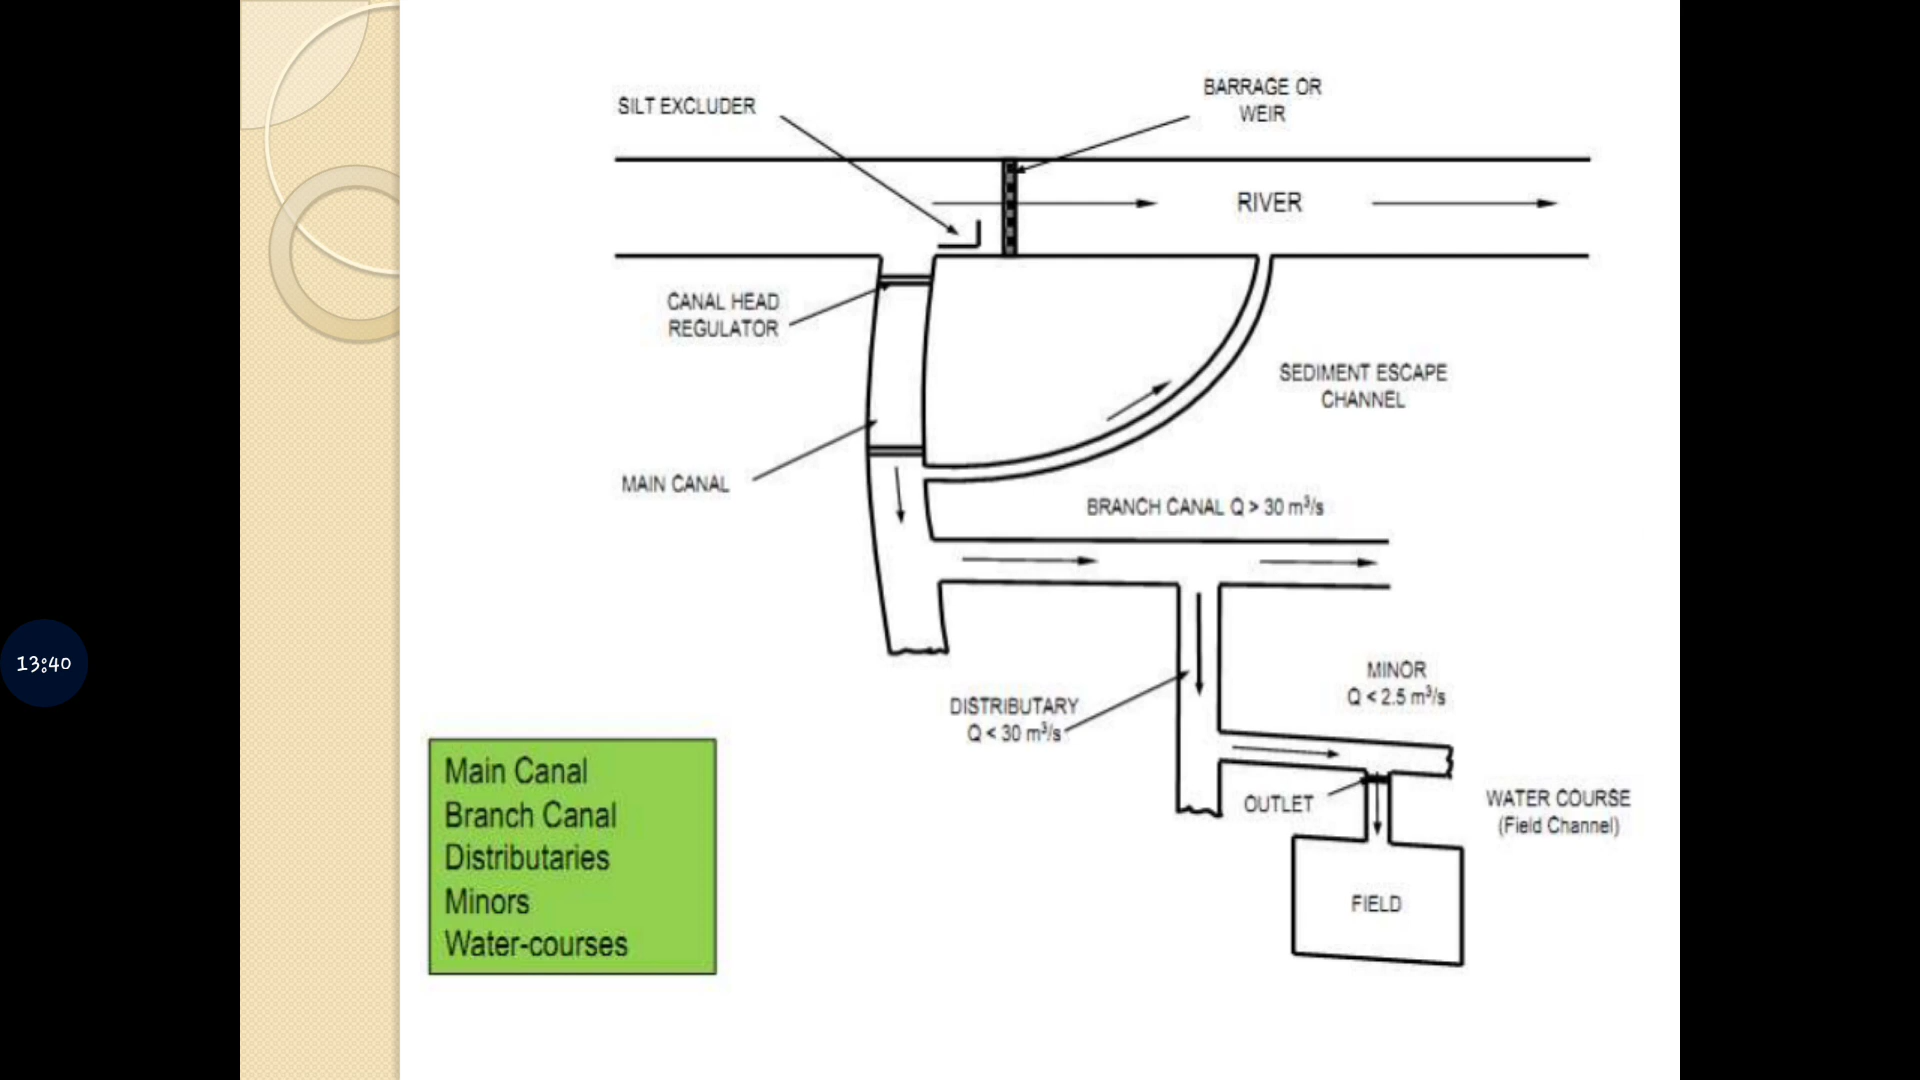 BARRAGE OR
WEIR
SILT EXCLUDER
RIVER
CANAL HEAD
REGULATOR
SEDIMENT ESCAPE
CHANNEL
MAIN CANAL
BRANCH CANAL Q > 30 m³/s
DISTRIBUTARY
Q < 30 m³/s
MINOR
Q < 2.5 m³/s
OUTLET
WATER COURSE
(Field Channel)
FIELD
Main Canal
Branch Canal
Distributaries
Minors
Water-courses
13:40